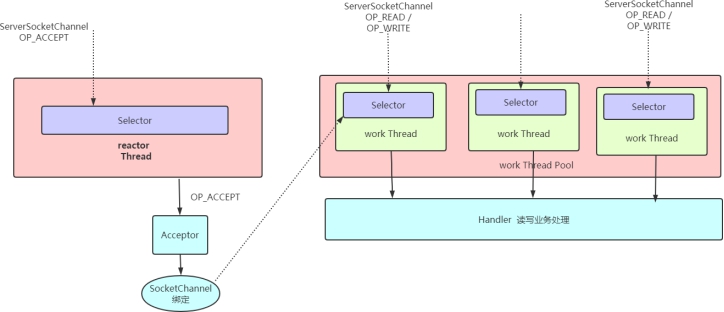 ServerSocketChannel
OP_ACCEPT
Selector
reactor
Thread
OP_ACCEPT
Acceptor
SocketChannel
绑定
ServerSocketChannel
OP_READ /
OP_WRITE
ServerSocketChannel
OP_READ /
OP_WRITE
Selector
work Thread
Selector
work Thread
Selector
work Thread
work Thread Pool
Handler 读写业务处理